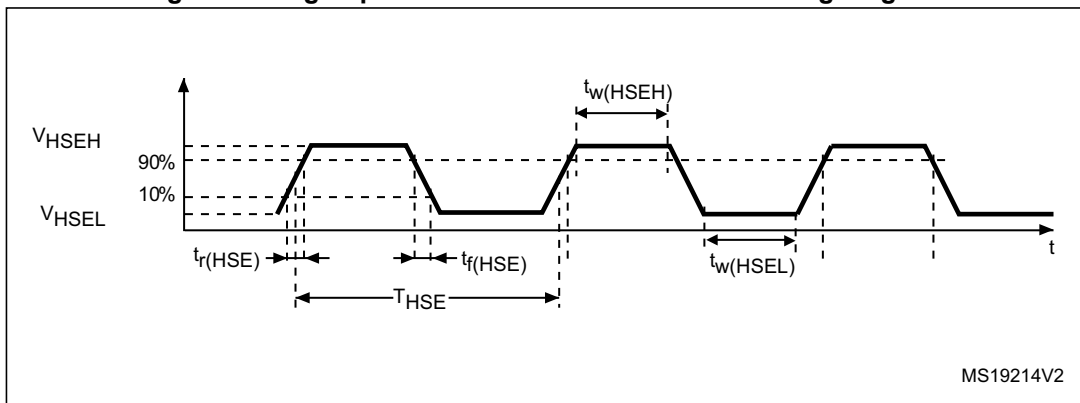 VHSEH
90%
10%
VHSEL
tr(HSE)
tf(HSE)
THSE
tw(HSEH)
tw(HSEL)
t
MS19214V2